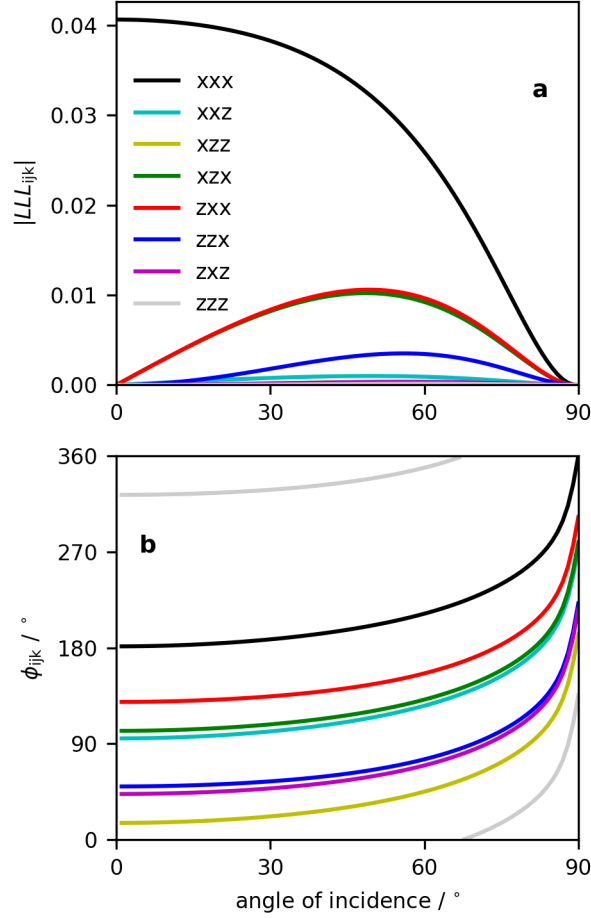 0.04
0.03
0.02
0.01
0.00
|LLL_ijk|
a
xxx
xxz
xzz
xzx
zxx
zzx
zxz
zzz
0
30
60
90
360
270
180
90
0
ϕ_ijk / °
b
0
30
60
90
angle of incidence / °